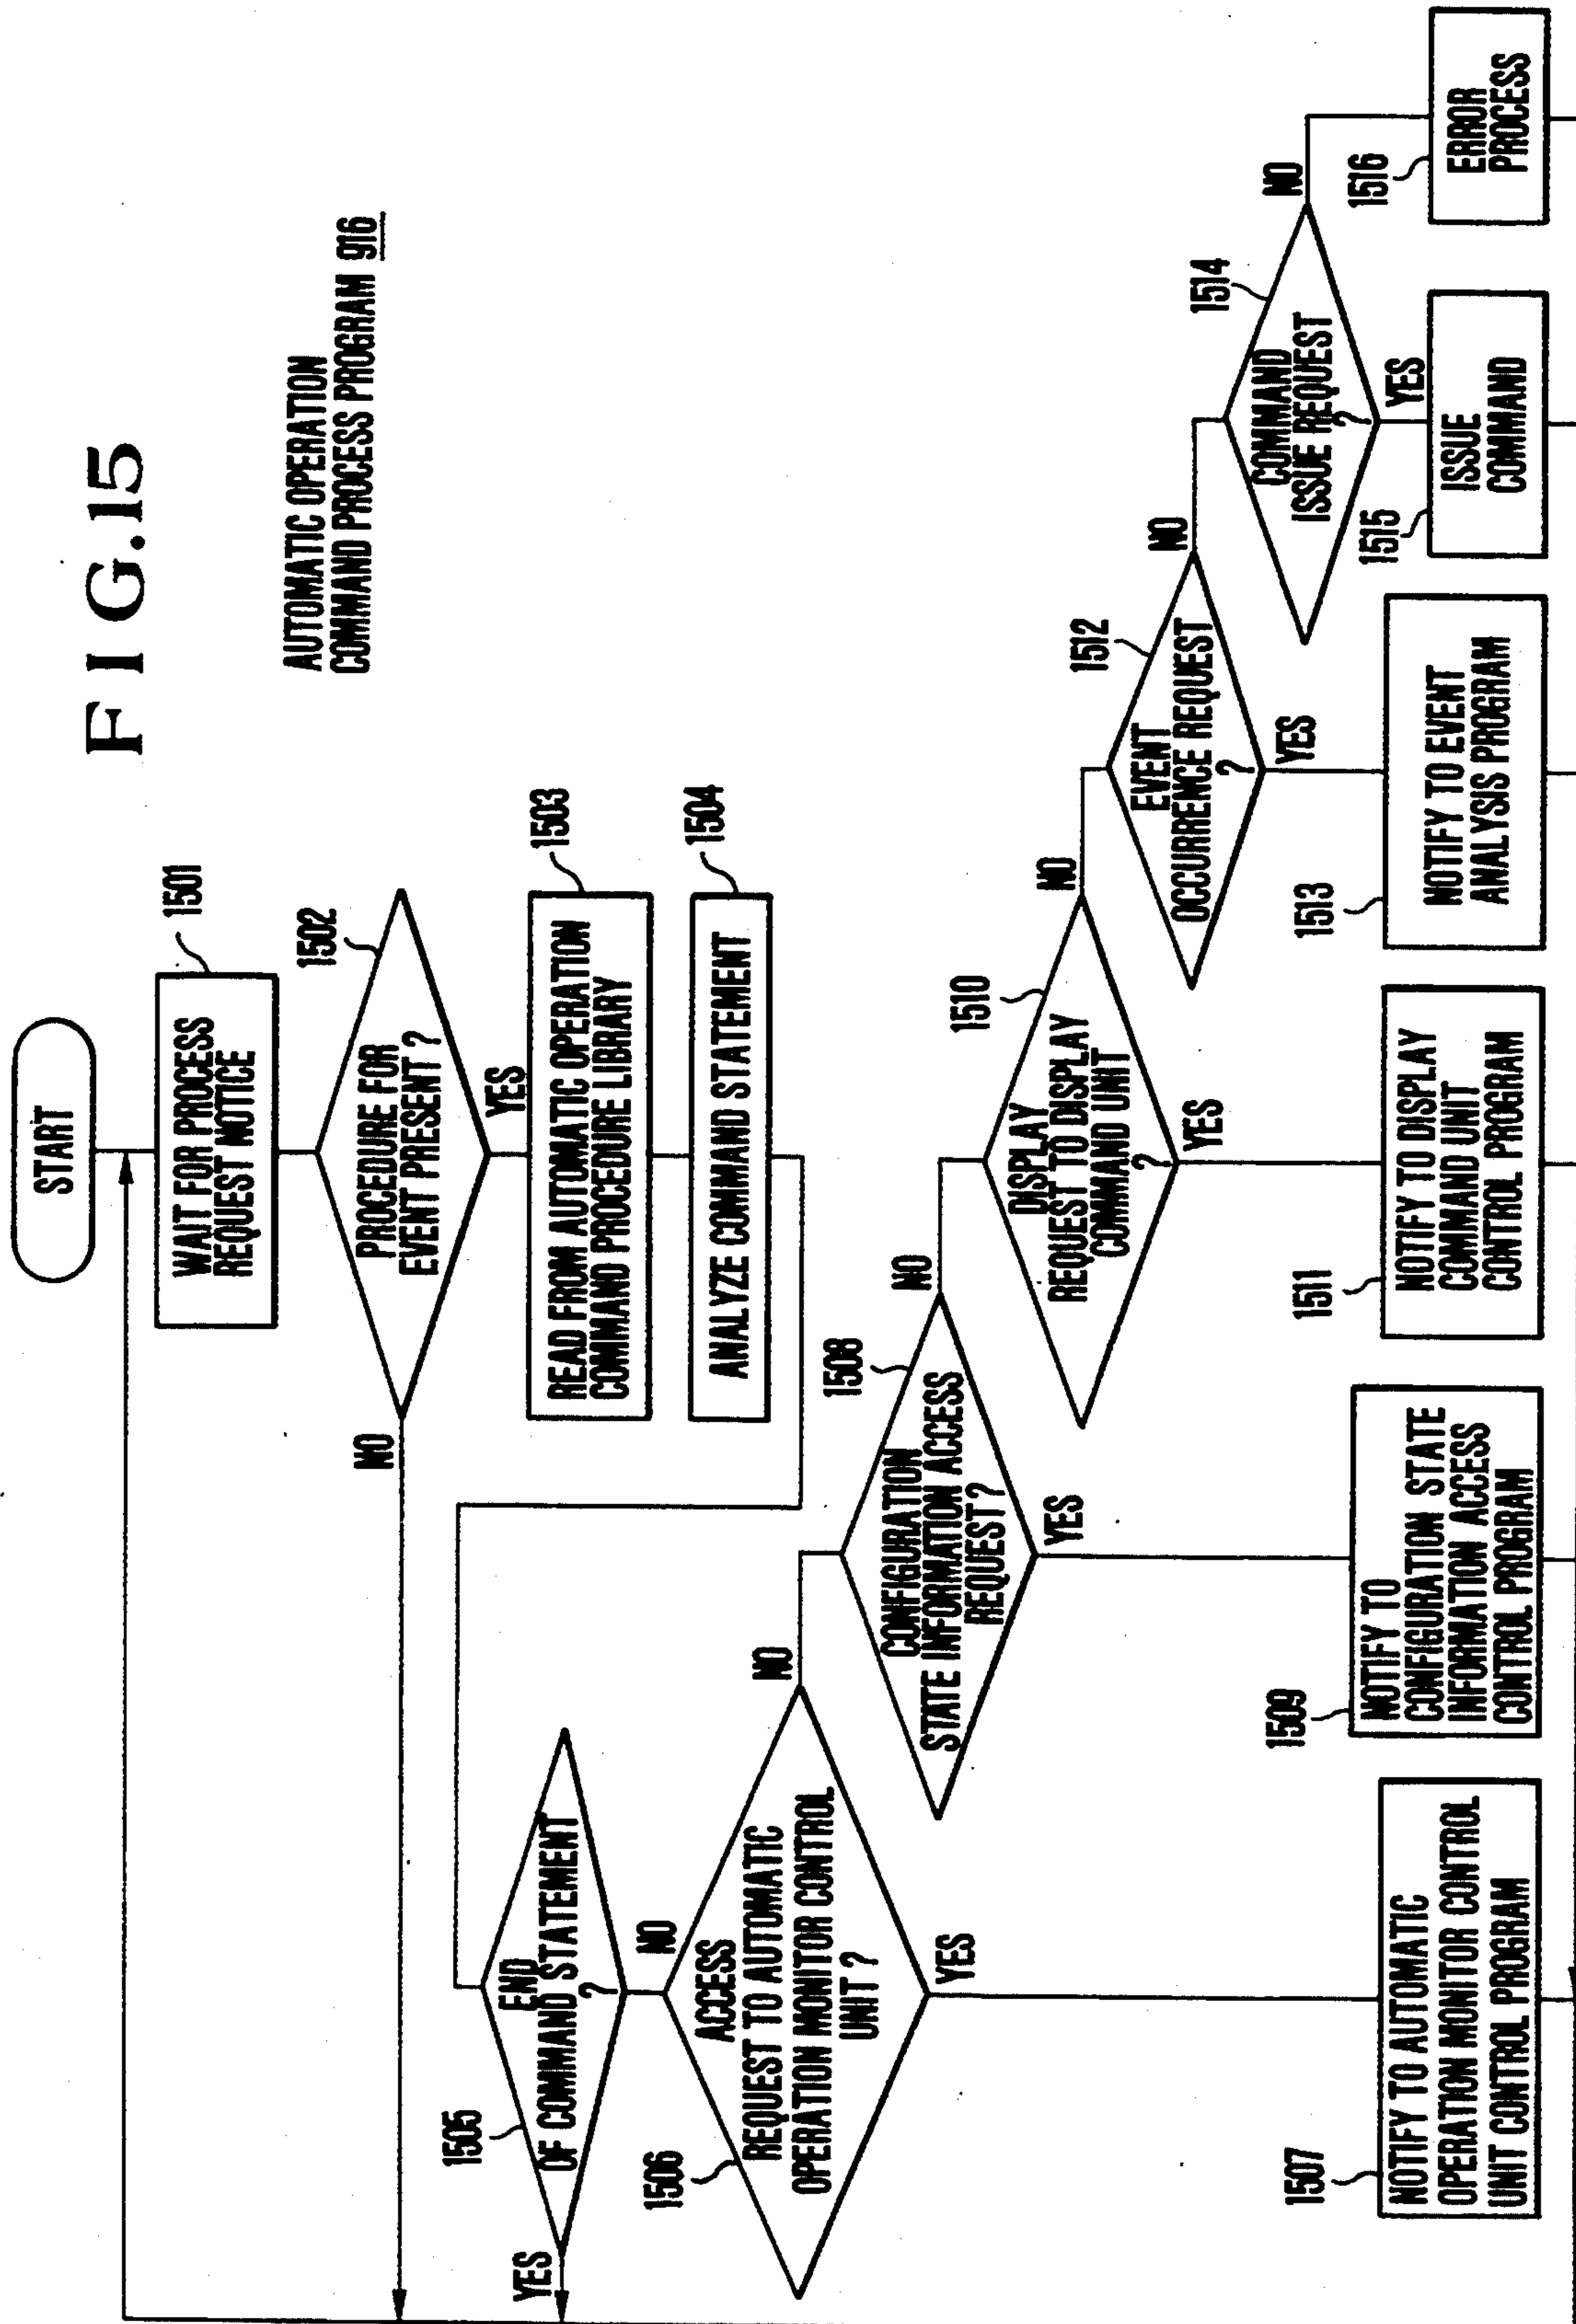 FIG.15
AUTOMATIC OPERATION
COMMAND PROCESS PROGRAM 916
START
WAIT FOR PROCESS
REQUEST NOTICE
1501
PROCEDURE FOR
EVENT PRESENT ?
1502
NO
YES
READ FROM AUTOMATIC OPERATION
COMMAND PROCEDURE LIBRARY
1503
ANALYZE COMMAND STATEMENT
1504
END
OF COMMAND STATEMENT
?
1505
YES
NO
ACCESS
REQUEST TO AUTOMATIC
OPERATION MONITOR CONTROL
UNIT ?
1506
NO
YES
NOTIFY TO AUTOMATIC
OPERATION MONITOR CONTROL
UNIT CONTROL PROGRAM
1507
CONFIGURATION
STATE INFORMATION ACCESS
REQUEST ?
1508
NO
YES
NOTIFY TO
CONFIGURATION STATE
INFORMATION ACCESS
CONTROL PROGRAM
1509
DISPLAY
REQUEST TO DISPLAY
COMMAND UNIT
?
1510
NO
YES
NOTIFY TO DISPLAY
COMMAND UNIT
CONTROL PROGRAM
1511
EVENT
OCCURRENCE REQUEST
?
1512
NO
YES
NOTIFY TO EVENT
ANALYSIS PROGRAM
1513
COMMAND
ISSUE REQUEST
?
1514
NO
YES
ISSUE
COMMAND
1515
ERROR
PROCESS
1516